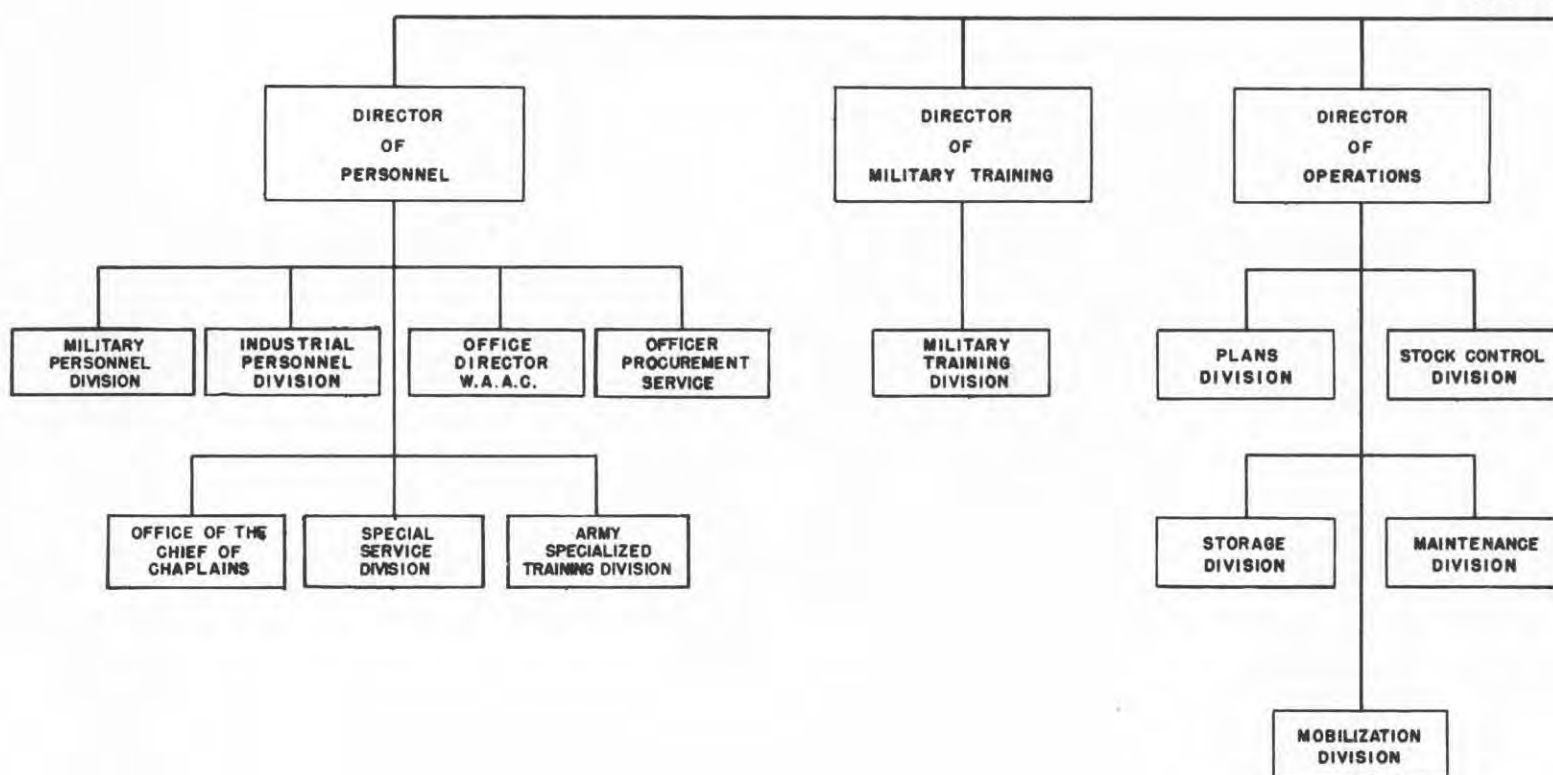 DIRECTOR
OF
PERSONNEL
DIRECTOR
OF
MILITARY TRAINING
DIRECTOR
OF
OPERATIONS
MILITARY
PERSONNEL
DIVISION
INDUSTRIAL
PERSONNEL
DIVISION
OFFICE
DIRECTOR
W.A.A.C.
OFFICER
PROCUREMENT
SERVICE
MILITARY
TRAINING
DIVISION
PLANS
DIVISION
STOCK CONTROL
DIVISION
OFFICE OF THE
CHIEF OF
CHAPLAINS
SPECIAL
SERVICE
DIVISION
ARMY
SPECIALIZED
TRAINING DIVISION
STORAGE
DIVISION
MAINTENANCE
DIVISION
MOBILIZATION
DIVISION